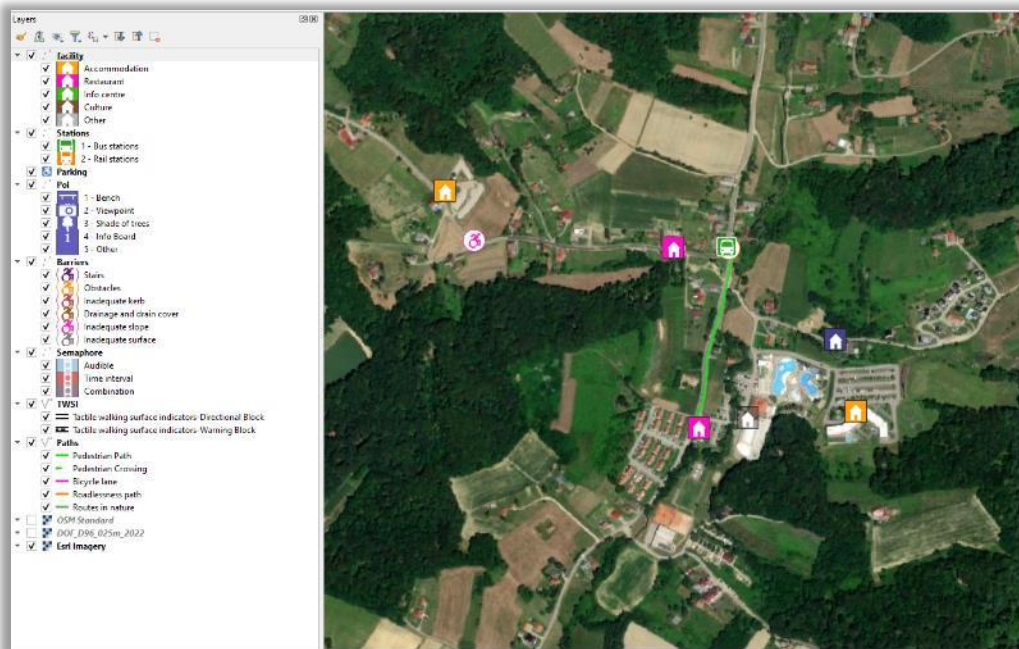 Layers
facility
Accommodation
Restaurant
Info centre
Culture
Other
Stations
1 - Bus stations
2 - Rail stations
Parking
PoI
1 - Bench
2 - Viewpoint
3 - Shade of trees
4 - Info Board
5 - Other
Barriers
Stairs
Obstacles
Inadequate kerb
Drainage and drain cover
Inadequate slope
Inadequate surface
Semaphore
Audible
Time interval
Combination
TWSI
Tactile walking surface indicators-Directional Block
Tactile walking surface indicators-Warning Block
Paths
Pedestrian Path
Pedestrian Crossing
Bicycle lane
Roadlessness path
Routes in nature
OSM Standard
DOF_D96_025m_2022
Esri Imagery